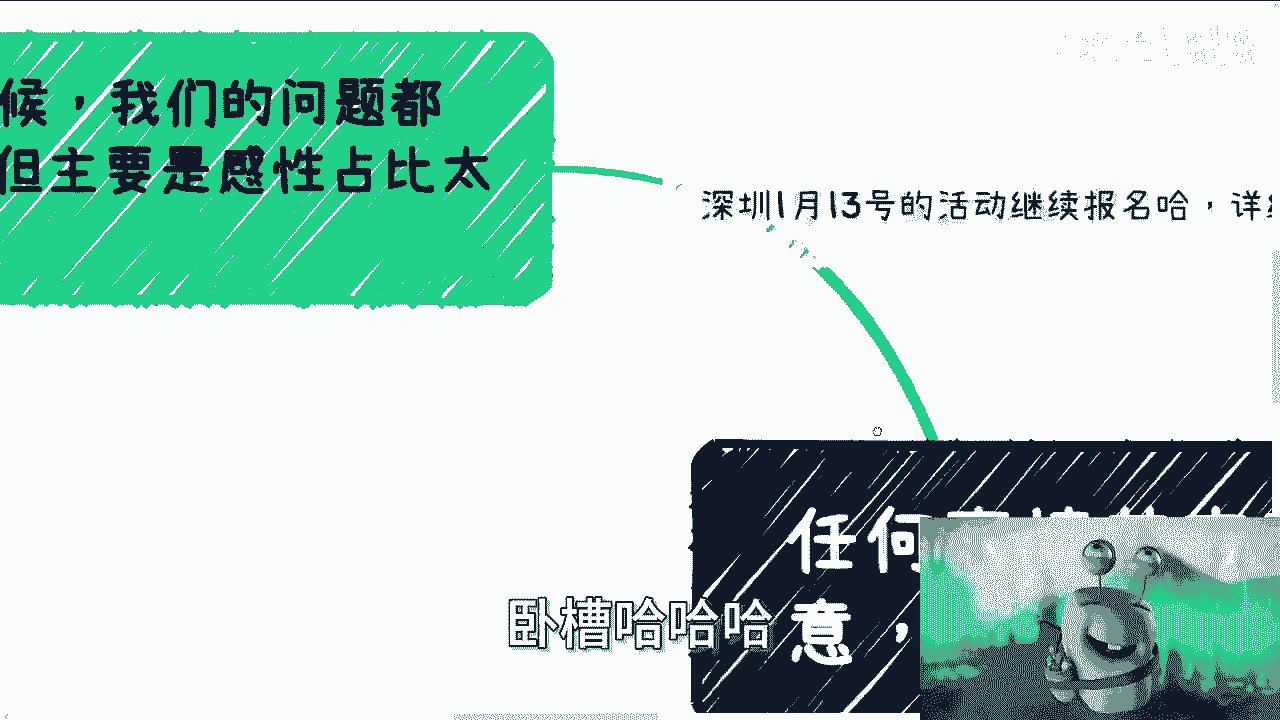 候，我们的问题都
但主要是感性占比太
深圳1月13号的活动继续报名哈，详
任何
意，
卧槽哈哈哈